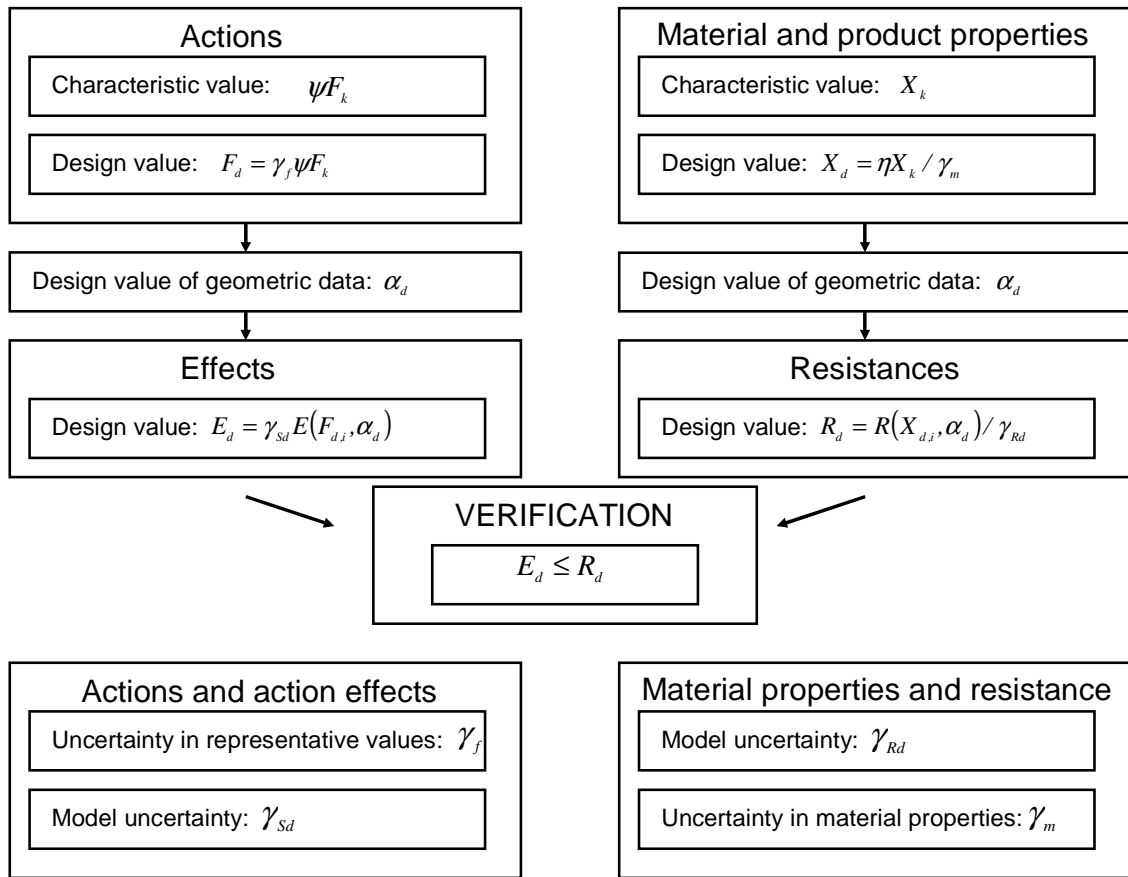 Actions
Characteristic value: ψF_k
Design value: F_d = γ_f ψF_k
Material and product properties
Characteristic value: X_k
Design value: X_d = ηX_k / γ_m
Design value of geometric data: α_d
Design value of geometric data: α_d
Effects
Design value: E_d = γ_Sd E(F_d,i, α_d)
Resistances
Design value: R_d = R(X_d,i, α_d) / γ_Rd
VERIFICATION
E_d ≤ R_d
Actions and action effects
Uncertainty in representative values: γ_f
Model uncertainty: γ_Sd
Material properties and resistance
Model uncertainty: γ_Rd
Uncertainty in material properties: γ_m